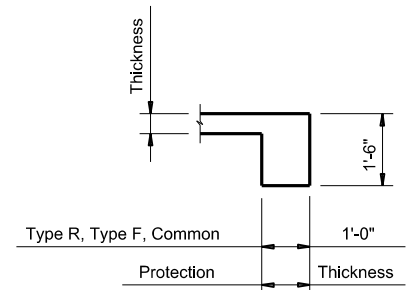 Thickness
1'-6"
Type R, Type F, Common 1'-0"
Protection Thickness